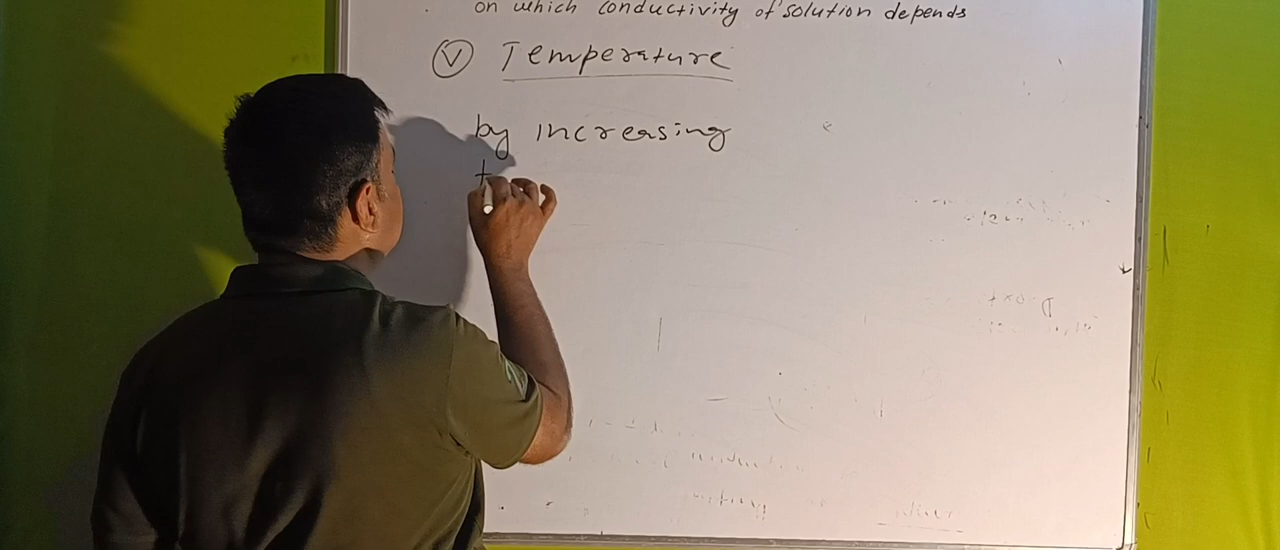 on which conductivity of solution depends
(V) Temperature
by increasing
t